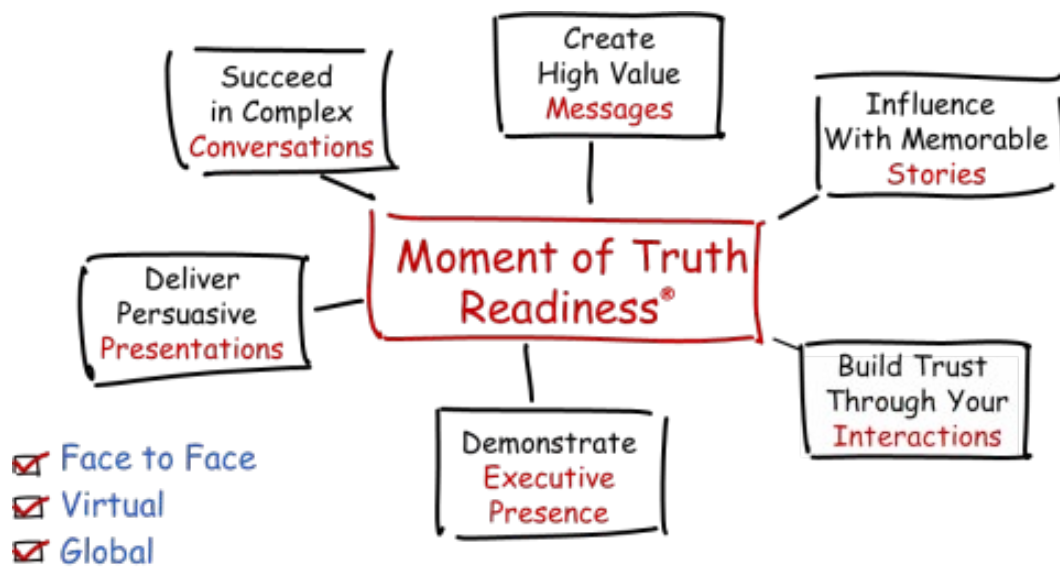 Create
High Value
Messages
Succeed
in Complex
Conversations
Influence
With Memorable
Stories
Moment of Truth
Readiness®
Deliver
Persuasive
Presentations
Build Trust
Through Your
Interactions
Demonstrate
Executive
Presence
Face to Face
Virtual
Global